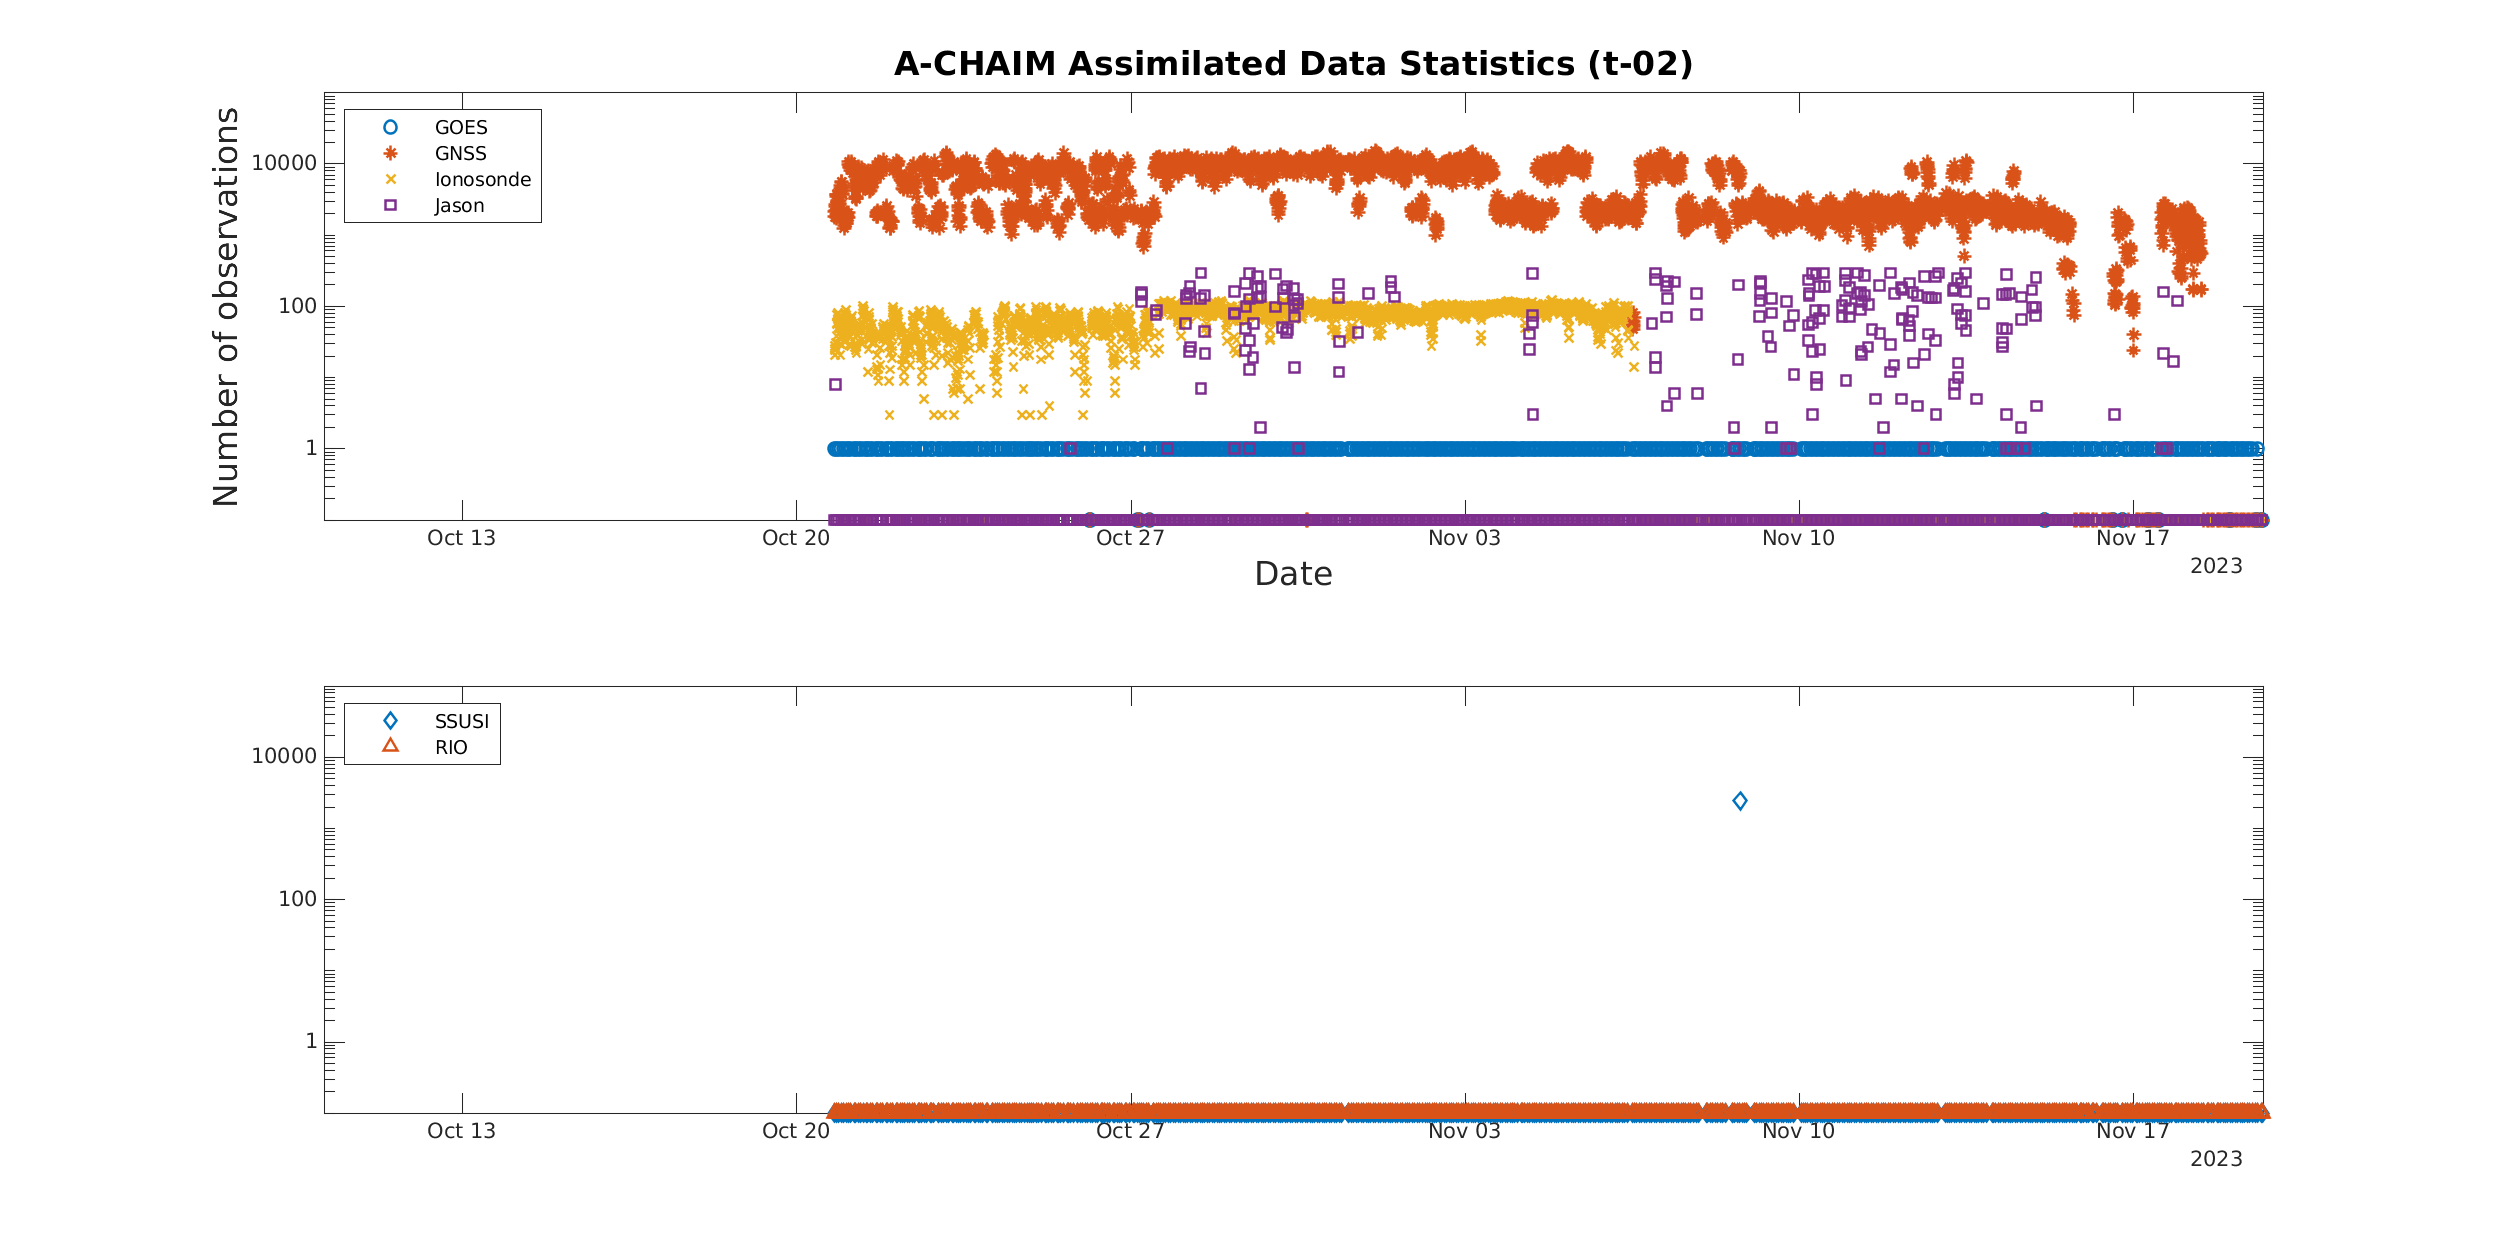 A-CHAIM Assimilated Data Statistics (t-02)
Number of observations
10000
100
1
GOES
GNSS
Ionosonde
Jason
Oct 13
Oct 20
Oct 27
Nov 03
Nov 10
Nov 17
2023
Date
10000
100
1
SSUSI
RIO
Oct 13
Oct 20
Oct 27
Nov 03
Nov 10
Nov 17
2023